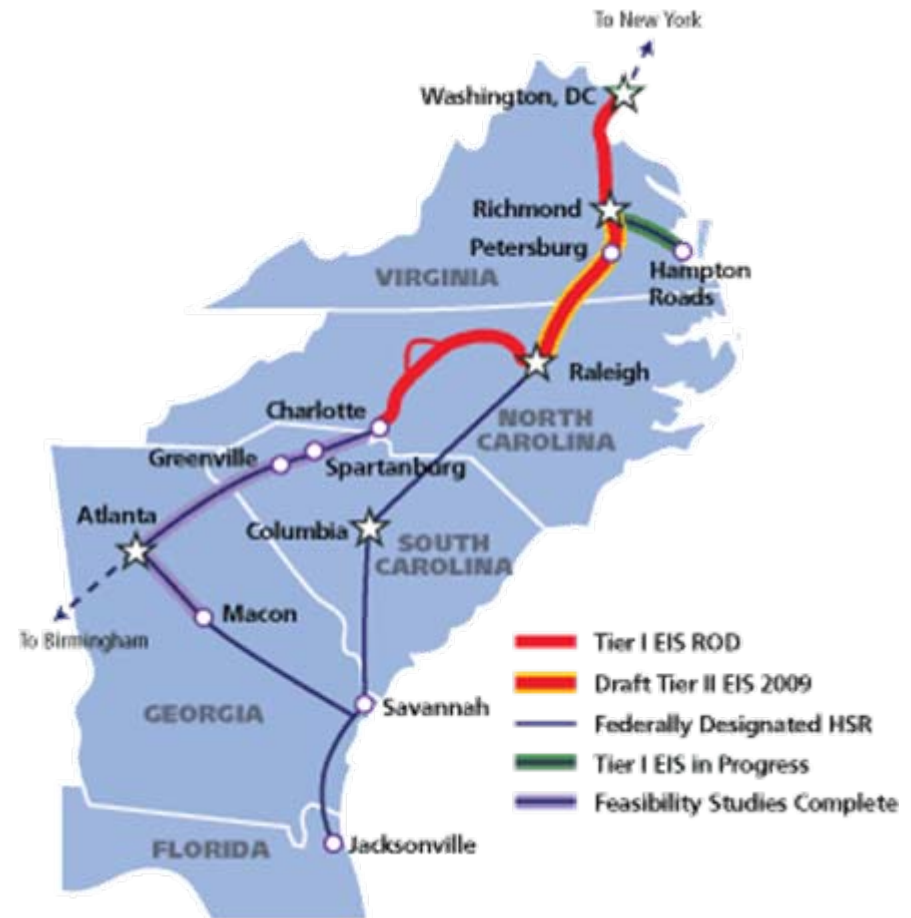 To New York
Washington, DC
Richmond
Petersburg
Hampton
Roads
VIRGINIA
Raleigh
Charlotte
NORTH
CAROLINA
Greenville
Spartanburg
Atlanta
Columbia
SOUTH
CAROLINA
Macon
To Birmingham
Savannah
GEORGIA
Jacksonville
FLORIDA
Tier I EIS ROD
Draft Tier II EIS 2009
Federally Designated HSR
Tier I EIS in Progress
Feasibility Studies Complete